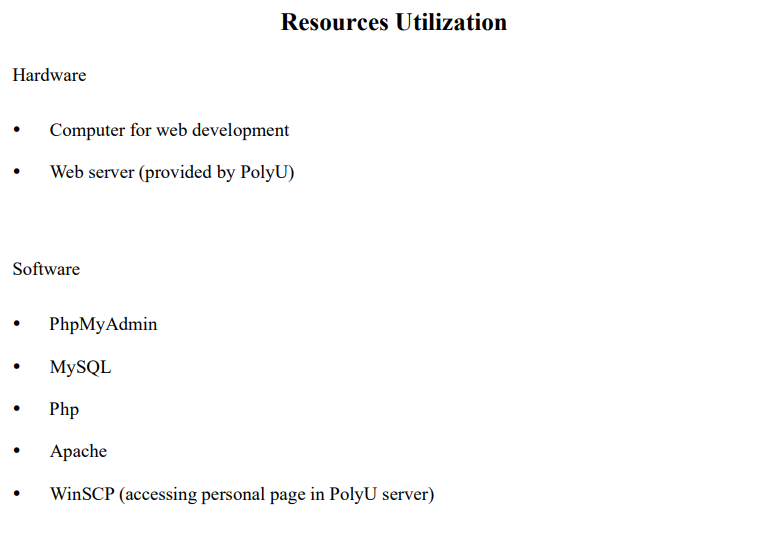 Resources Utilization
Hardware
• Computer for web development
• Web server (provided by PolyU)
Software
• PhpMyAdmin
• MySQL
• Php
• Apache
• WinSCP (accessing personal page in PolyU server)